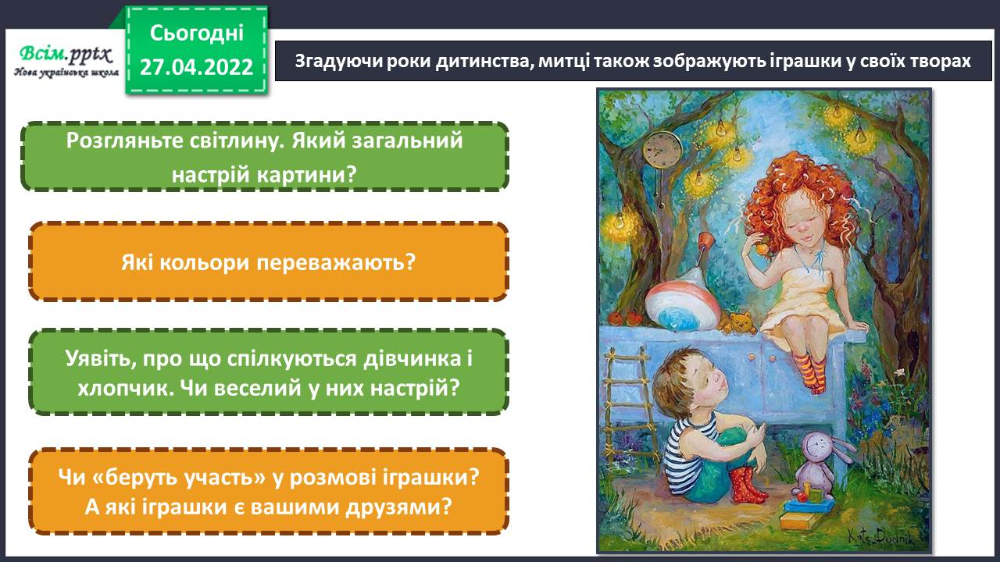 Сьогодні
27.04.2022
Всім.pptx
Нова українська школа
Згадуючи роки дитинства, митці також зображують іграшки у своїх творах
Розгляньте світлину. Який загальний
настрій картини?
Які кольори переважають?
Уявіть, про що спілкуються дівчинка і
хлопчик. Чи веселий у них настрій?
Чи «беруть участь» у розмові іграшки?
А які іграшки є вашими друзями?
Kate Dudnik